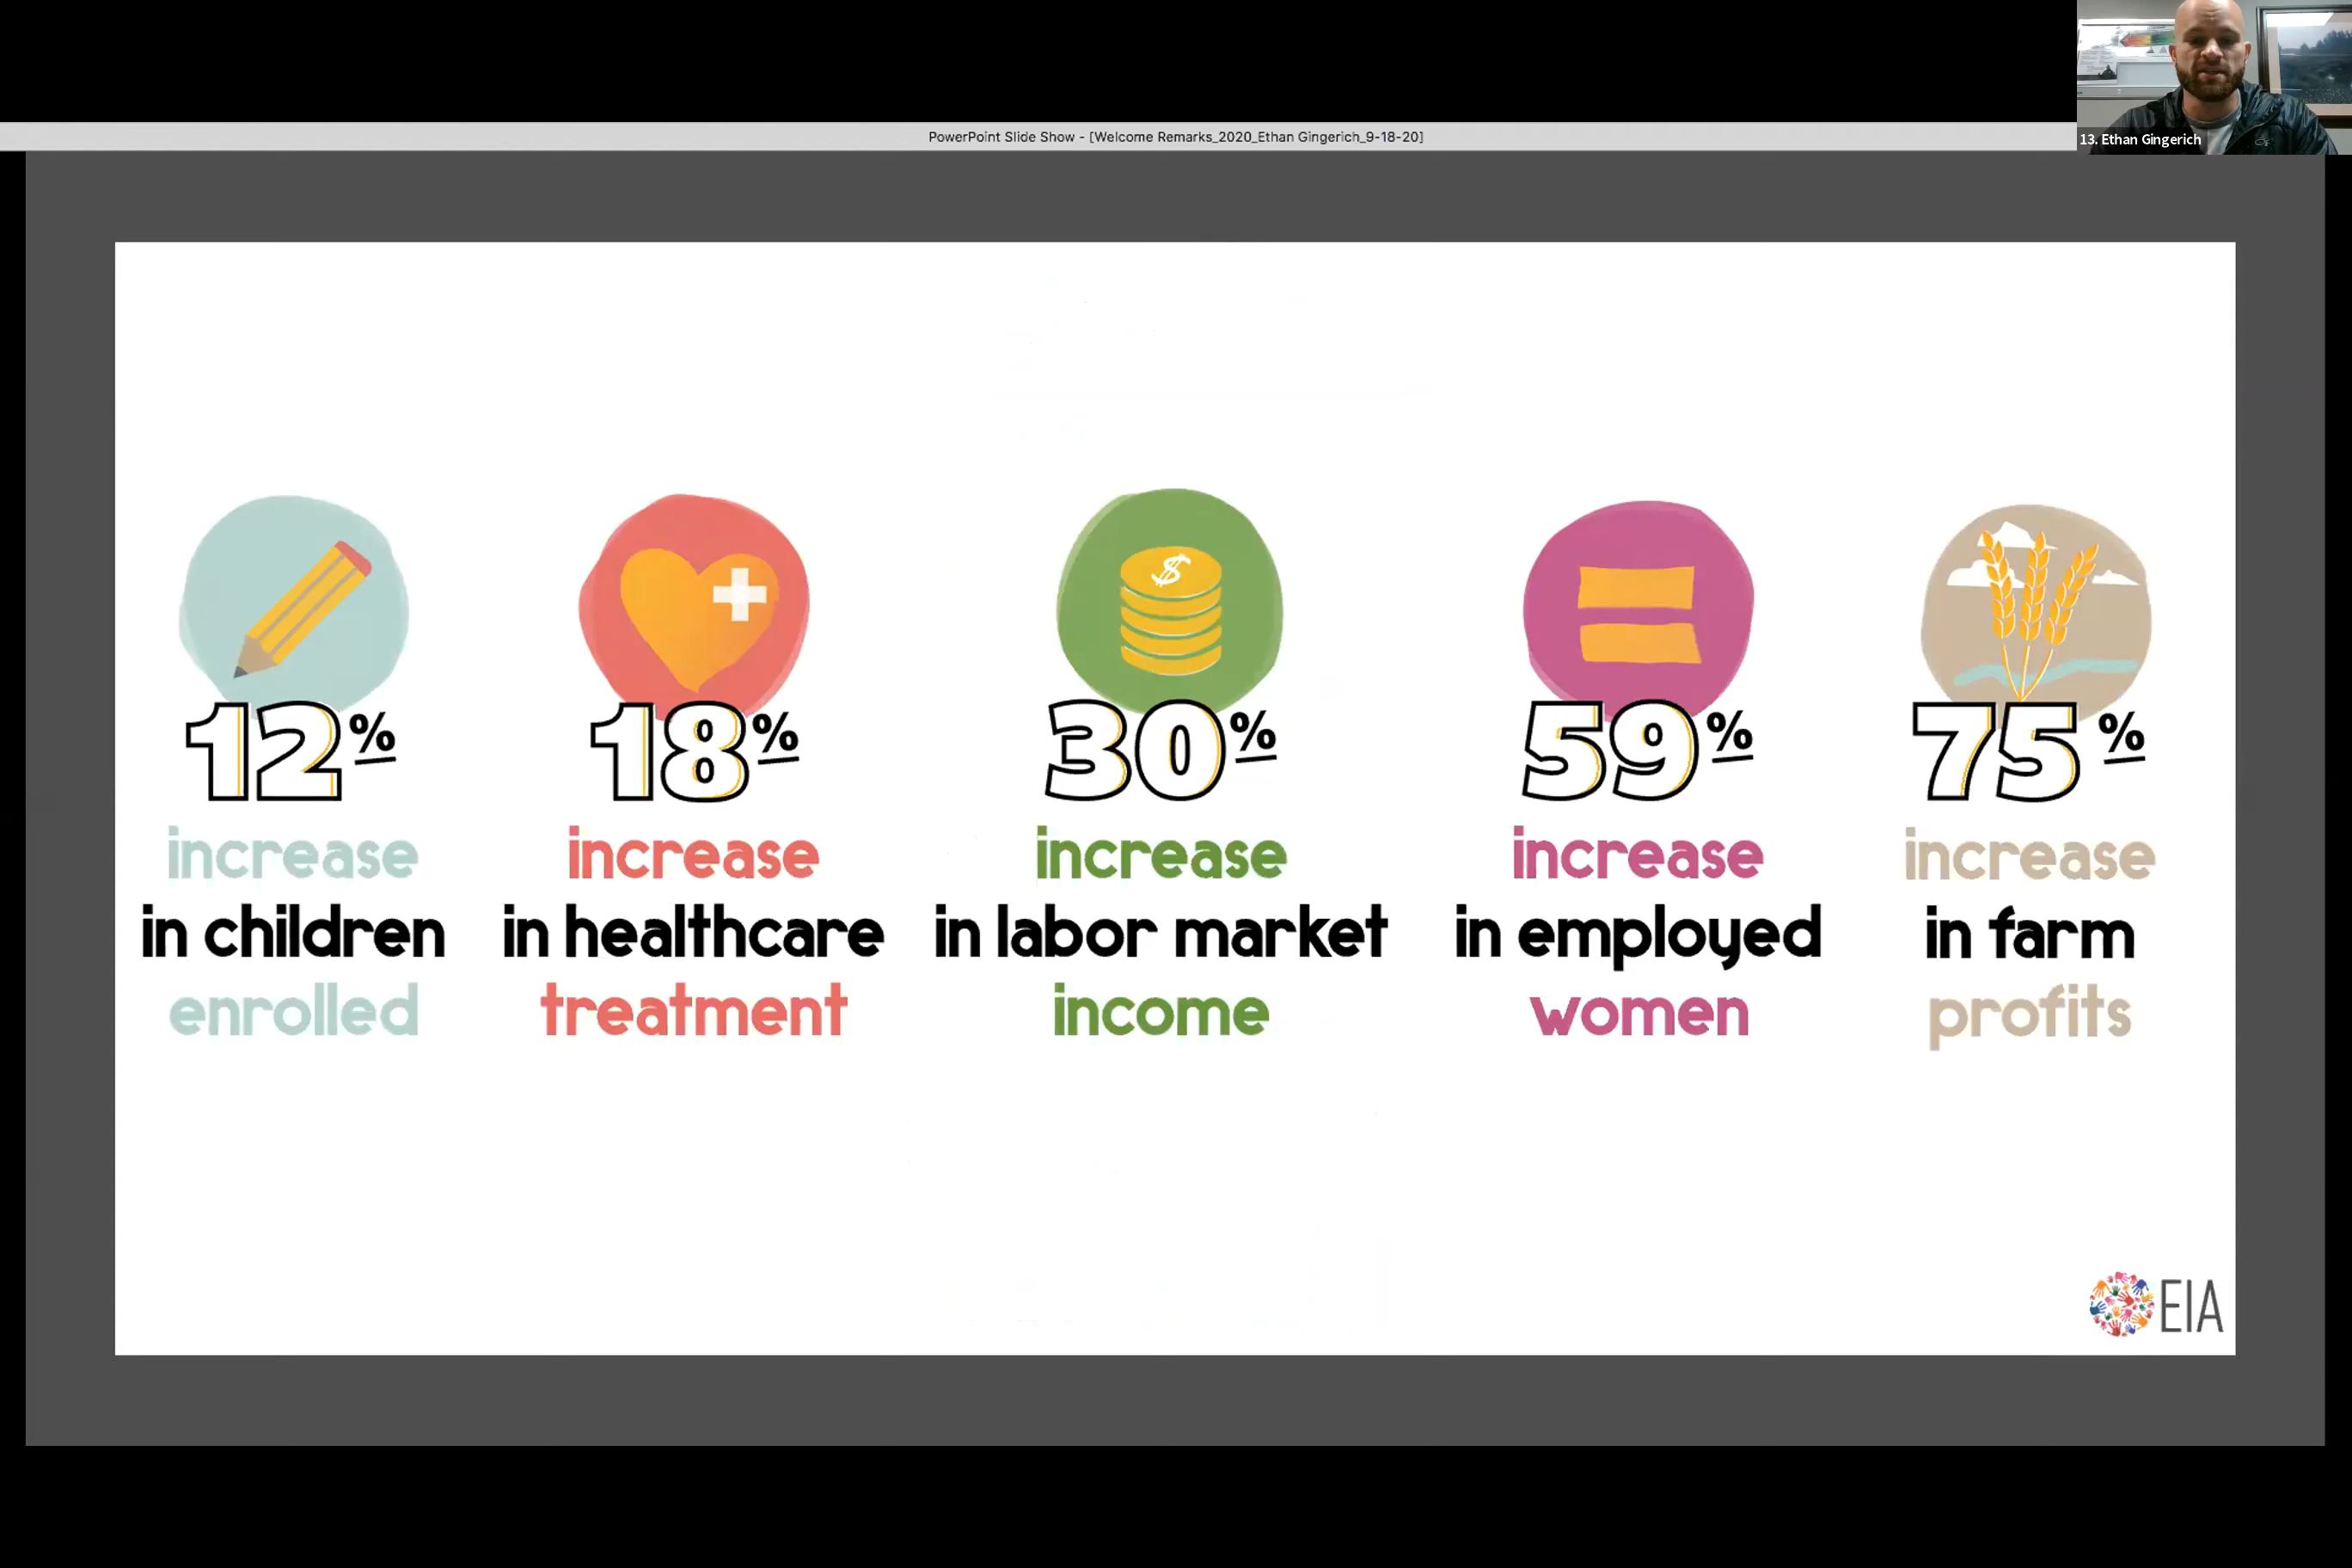 PowerPoint Slide Show - [Welcome Remarks_2020_Ethan Gingerich_9-18-20]
13. Ethan Gingerich
12%
increase
in children
enrolled
18%
increase
in healthcare
treatment
30%
increase
in labor market
income
59%
increase
in employed
women
75%
increase
in farm
profits
$
EIA